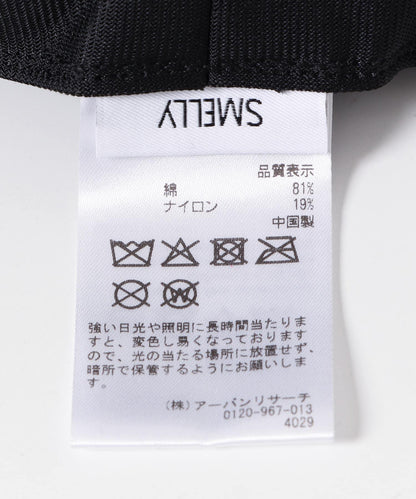 SMELLY
品質表示
綿 81%
ナイロン 19%
中国製
強い日光や照明に長時間当たりま
すと、変色し易くなっております
ので、光の当たる場所に放置せず、
暗所で保管するようにお願いします。
(株) アーバンリサーチ
0120-967-013
4029